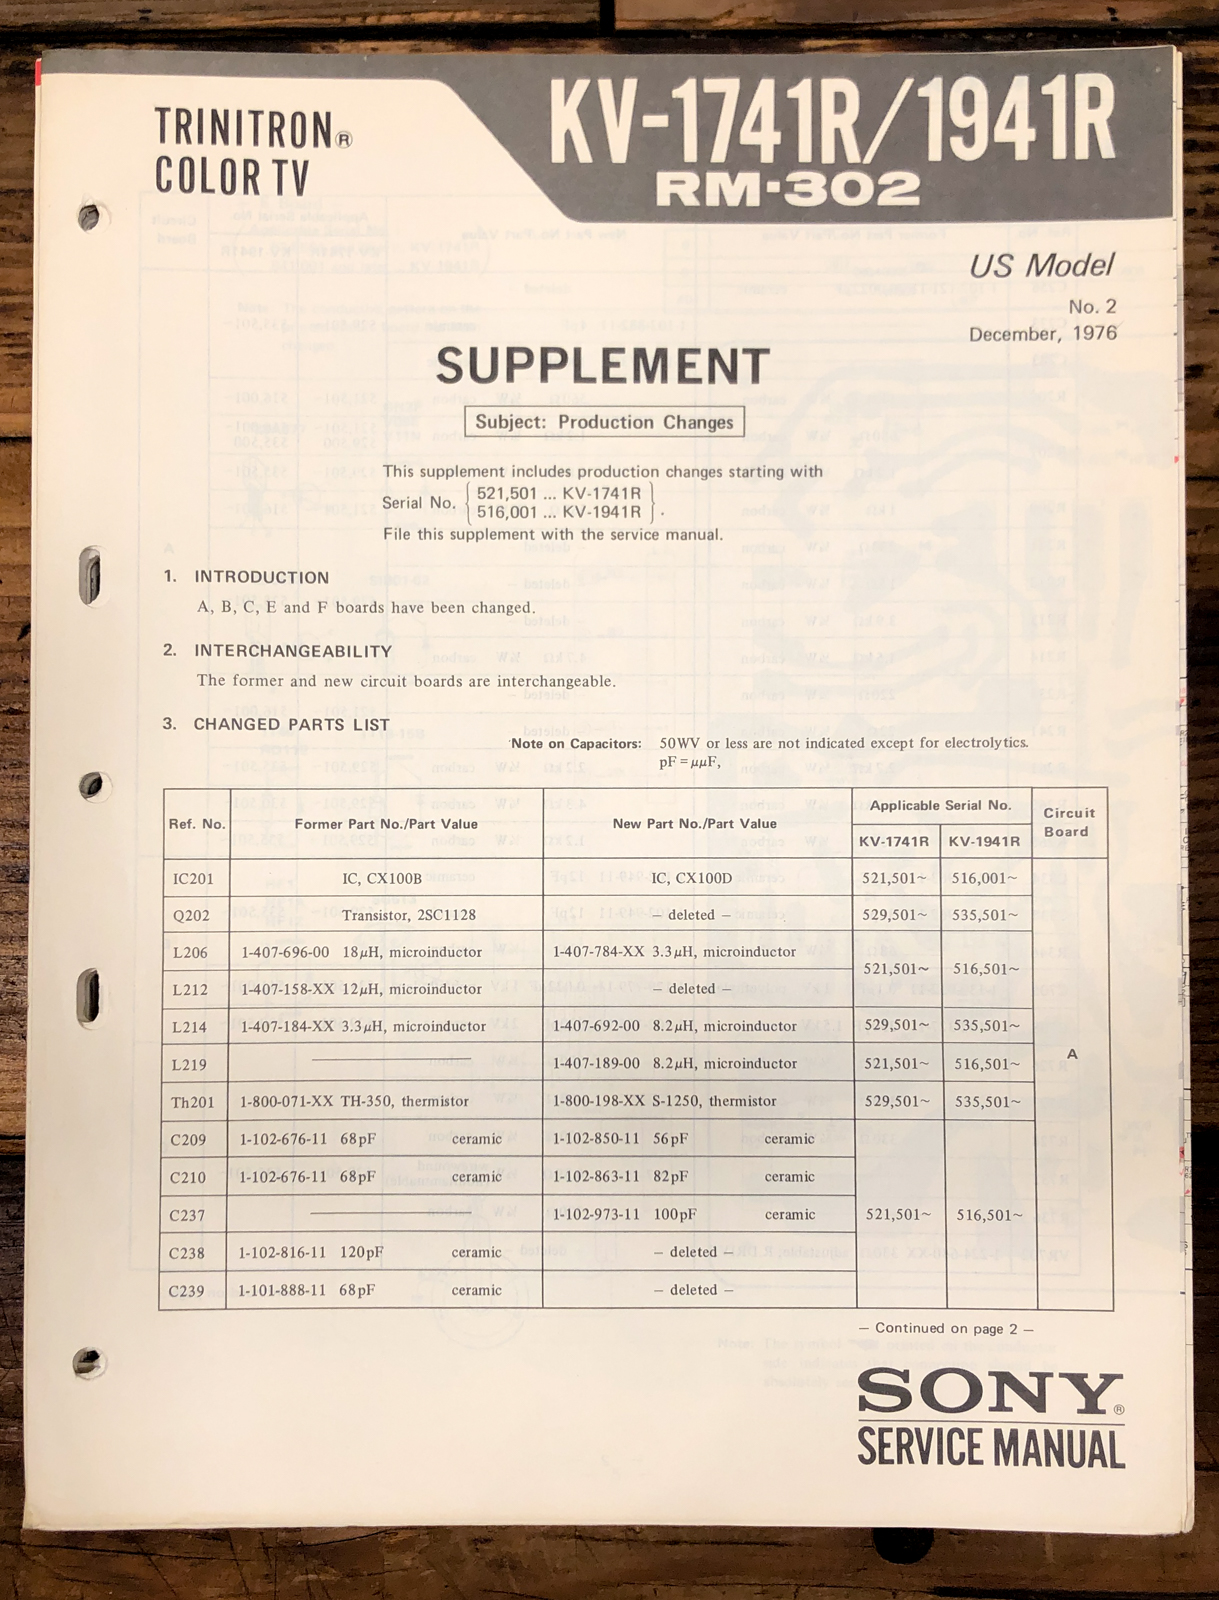 TRINITRON®
COLOR TV
KV-1741R/1941R
RM-302
US Model
No. 2
December, 1976
SUPPLEMENT
Subject: Production Changes
This supplement includes production changes starting with
Serial No. { 521,501 ... KV-1741R
516,001 ... KV-1941R } .
File this supplement with the service manual.
1. INTRODUCTION
A, B, C, E and F boards have been changed.
2. INTERCHANGEABILITY
The former and new circuit boards are interchangeable.
3. CHANGED PARTS LIST
Note on Capacitors: 50WV or less are not indicated except for electrolytics.
pF = μμF,
Ref. No. Former Part No./Part Value New Part No./Part Value Applicable Serial No. Circuit Board
KV-1741R KV-1941R
IC201 IC, CX100B IC, CX100D 521,501~ 516,001~
Q202 Transistor, 2SC1128 – deleted – 529,501~ 535,501~
L206 1-407-696-00 18μH, microinductor 1-407-784-XX 3.3μH, microinductor
521,501~ 516,501~
L212 1-407-158-XX 12μH, microinductor – deleted –
L214 1-407-184-XX 3.3μH, microinductor 1-407-692-00 8.2μH, microinductor 529,501~ 535,501~
A
L219 1-407-189-00 8.2μH, microinductor 521,501~ 516,501~
Th201 1-800-071-XX TH-350, thermistor 1-800-198-XX S-1250, thermistor 529,501~ 535,501~
C209 1-102-676-11 68pF ceramic 1-102-850-11 56pF ceramic
C210 1-102-676-11 68pF ceramic 1-102-863-11 82pF ceramic
C237 1-102-973-11 100pF ceramic 521,501~ 516,501~
C238 1-102-816-11 120pF ceramic – deleted –
C239 1-101-888-11 68pF ceramic – deleted –
– Continued on page 2 –
SONY®
SERVICE MANUAL